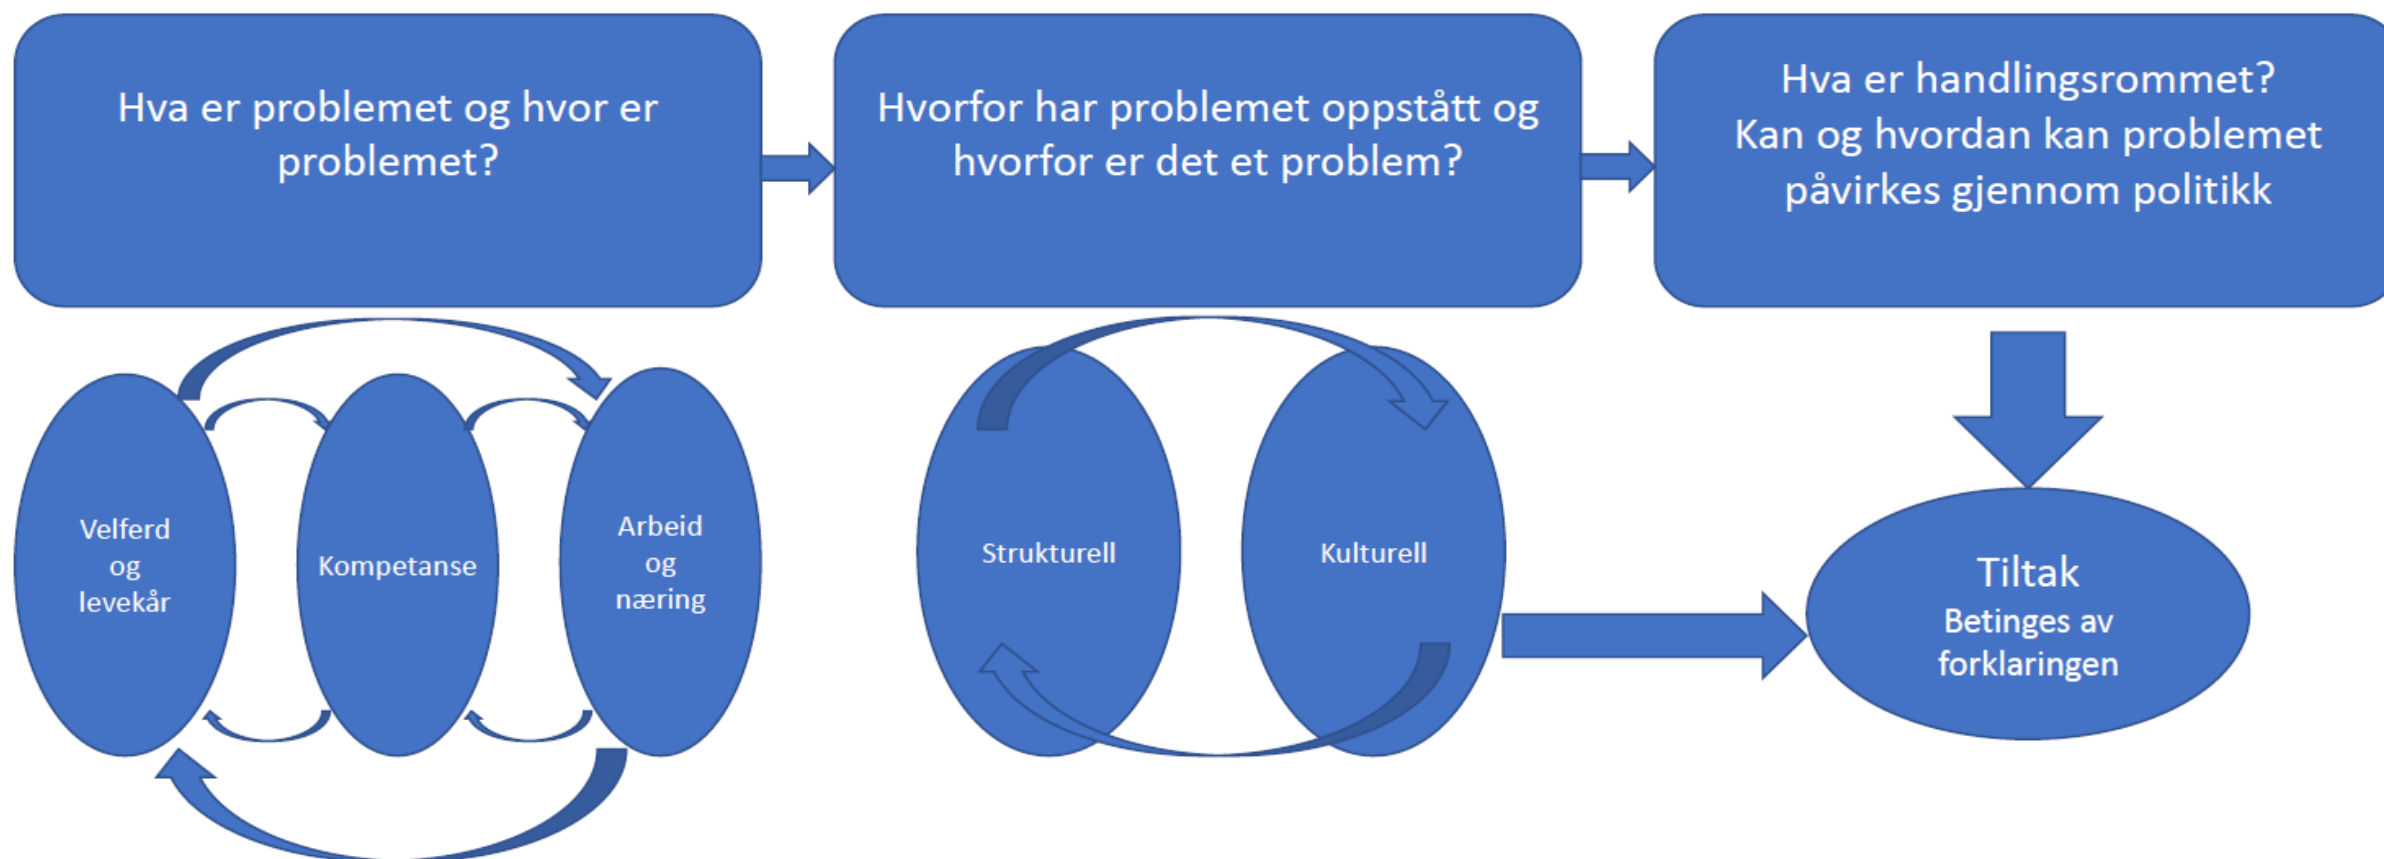 Hva er problemet og hvor er
problemet?
Hvorfor har problemet oppstått og
hvorfor er det et problem?
Hva er handlingsrommet?
Kan og hvordan kan problemet
påvirkes gjennom politikk
Velferd
og
levekår
Kompetanse
Arbeid
og
næring
Strukturell
Kulturell
Tiltak
Betinges av
forklaringen